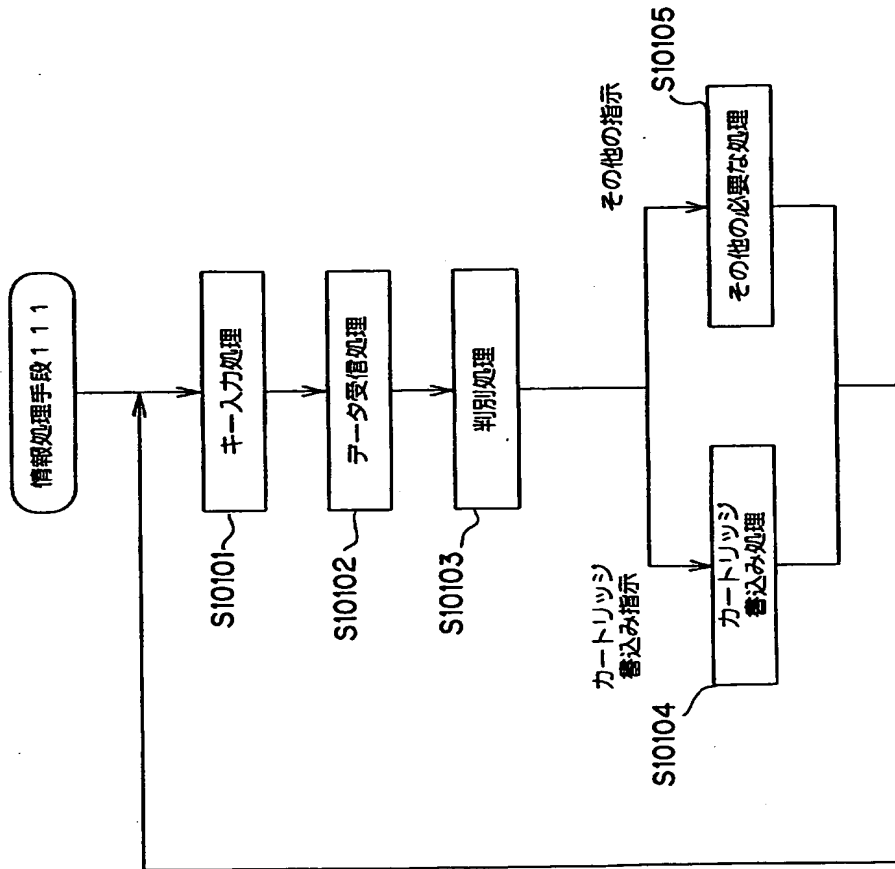 情報処理手段111
キー入力処理
S10101
データ受信処理
S10102
判別処理
S10103
カートリッジ
書込み指示
その他の指示
カートリッジ
書込み処理
S10104
その他の必要な処理
S10105